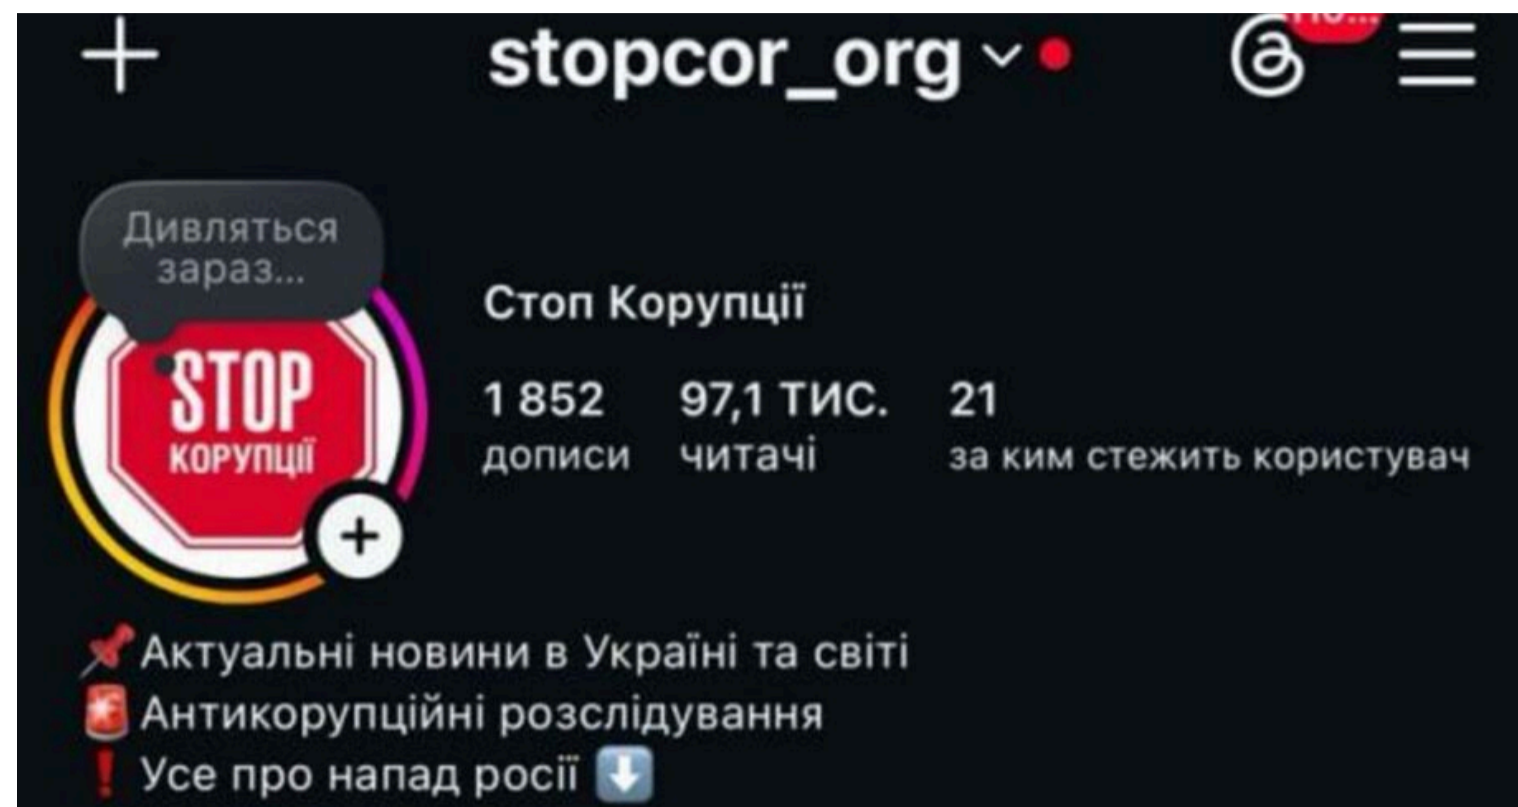 stopcor_org
Дивляться
зараз...
Стоп Корупції
1 852 97,1 ТИС. 21
дописи читачі за ким стежить користувач
STOP
КОРУПЦІЇ
Актуальні новини в Україні та світі
Антикорупційні розслідування
Усе про напад росії